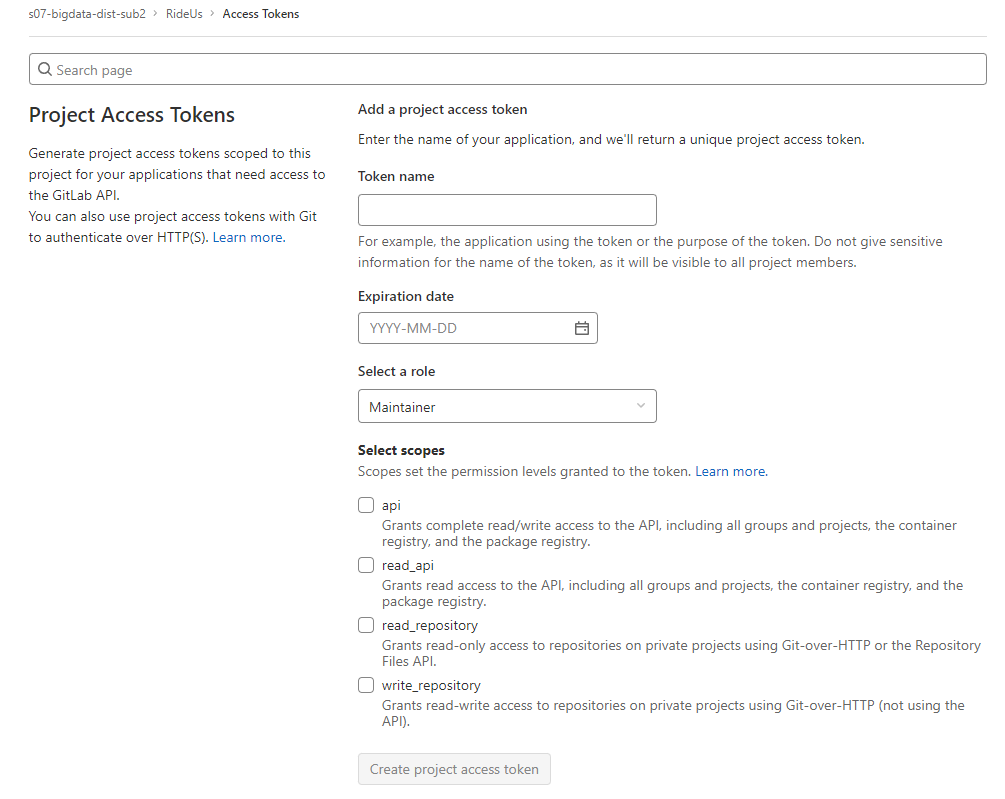 s07-bigdata-dist-sub2 > RideUs > Access Tokens
Search page
Project Access Tokens
Generate project access tokens scoped to this
project for your applications that need access to
the GitLab API.
You can also use project access tokens with Git
to authenticate over HTTP(S). Learn more.
Add a project access token
Enter the name of your application, and we'll return a unique project access token.
Token name
For example, the application using the token or the purpose of the token. Do not give sensitive
information for the name of the token, as it will be visible to all project members.
Expiration date
YYYY-MM-DD
Select a role
Maintainer
Select scopes
Scopes set the permission levels granted to the token. Learn more.
api
Grants complete read/write access to the API, including all groups and projects, the container
registry, and the package registry.
read_api
Grants read access to the API, including all groups and projects, the container registry, and the
package registry.
read_repository
Grants read-only access to repositories on private projects using Git-over-HTTP or the Repository
Files API.
write_repository
Grants read-write access to repositories on private projects using Git-over-HTTP (not using the
API).
Create project access token